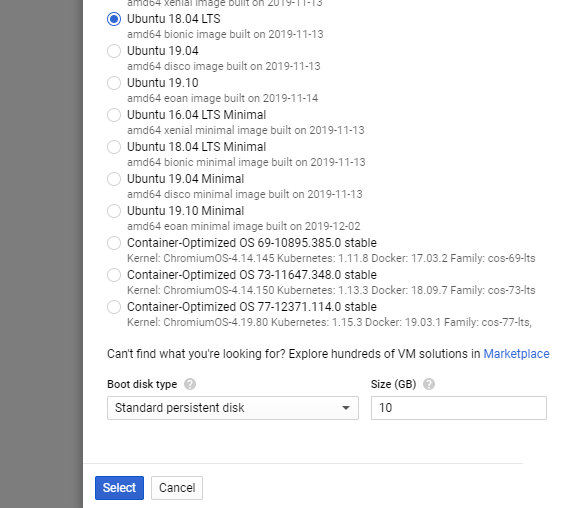 amd64 xenial image built on 2019-11-13
Ubuntu 18.04 LTS
amd64 bionic image built on 2019-11-13
Ubuntu 19.04
amd64 disco image built on 2019-11-13
Ubuntu 19.10
amd64 eoan image built on 2019-11-14
Ubuntu 16.04 LTS Minimal
amd64 xenial minimal image built on 2019-11-13
Ubuntu 18.04 LTS Minimal
amd64 bionic minimal image built on 2019-11-13
Ubuntu 19.04 Minimal
amd64 disco minimal image built on 2019-11-13
Ubuntu 19.10 Minimal
amd64 eoan minimal image built on 2019-12-02
Container-Optimized OS 69-10895.385.0 stable
Kernel: ChromiumOS-4.14.145 Kubernetes: 1.11.8 Docker: 17.03.2 Family: cos-69-lts
Container-Optimized OS 73-11647.348.0 stable
Kernel: ChromiumOS-4.14.150 Kubernetes: 1.13.3 Docker: 18.09.7 Family: cos-73-lts
Container-Optimized OS 77-12371.114.0 stable
Kernel: ChromiumOS-4.19.80 Kubernetes: 1.15.3 Docker: 19.03.1 Family: cos-77-lts,
Can't find what you're looking for? Explore hundreds of VM solutions in Marketplace
Boot disk type ? Size (GB) ?
Standard persistent disk 10
Select Cancel